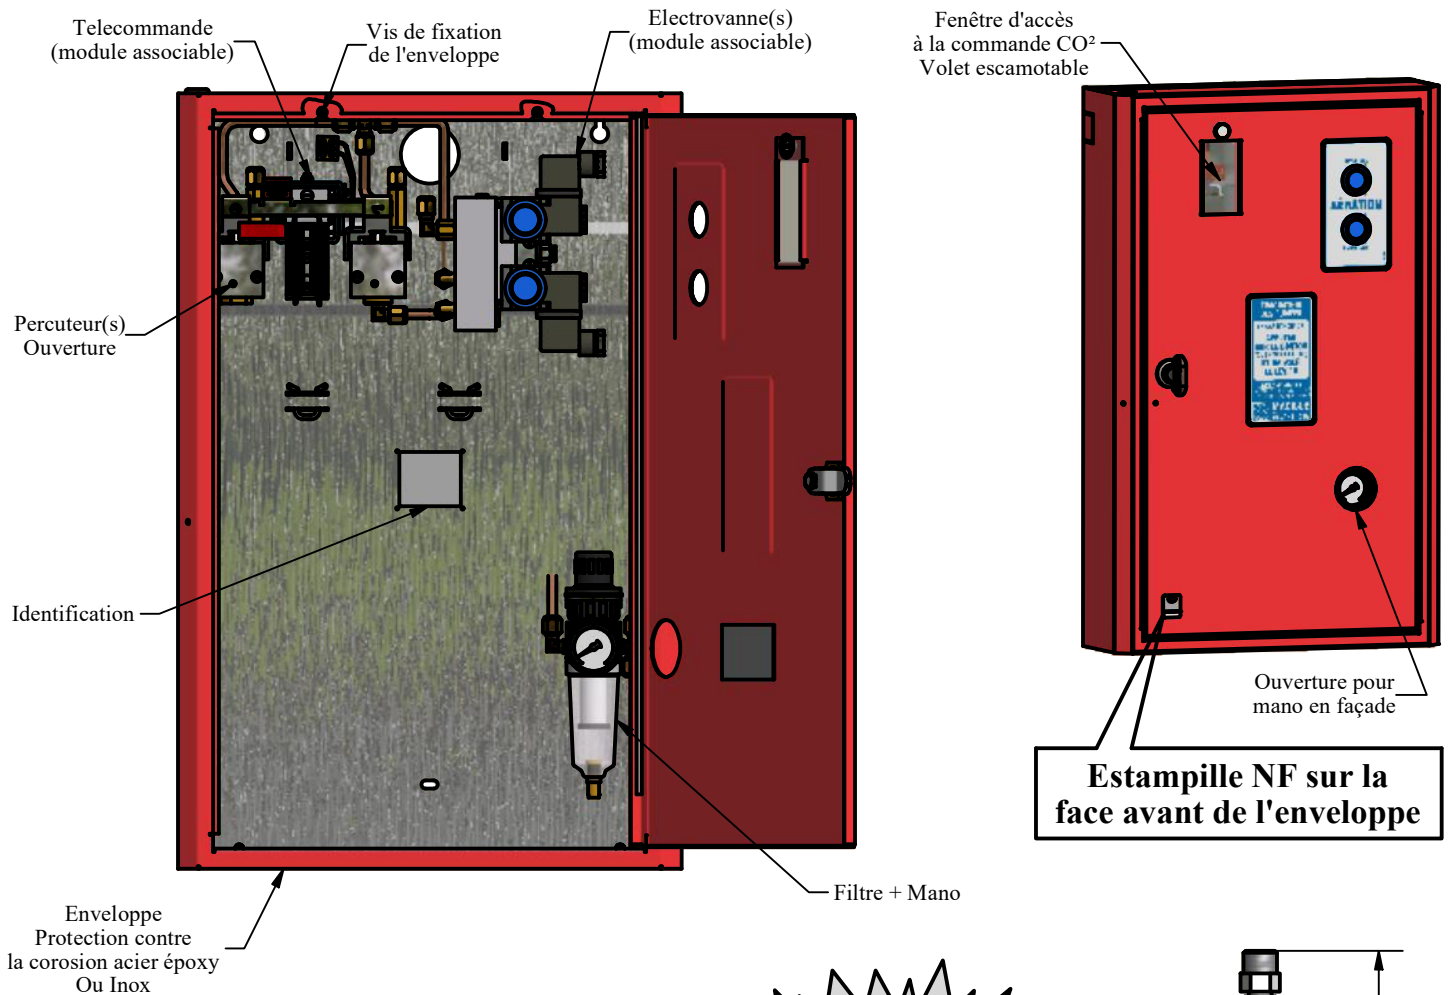 Telecommande
(module associable)
Vis de fixation
de l'enveloppe
Electrovanne(s)
(module associable)
Fenêtre d'accès
à la commande CO²
Volet escamotable
AÉRATION
Percuteur(s)
Ouverture
Identification
Ouverture pour
mano en façade
Estampille NF sur la
face avant de l'enveloppe
Filtre + Mano
Enveloppe
Protection contre
la corosion acier époxy
Ou Inox